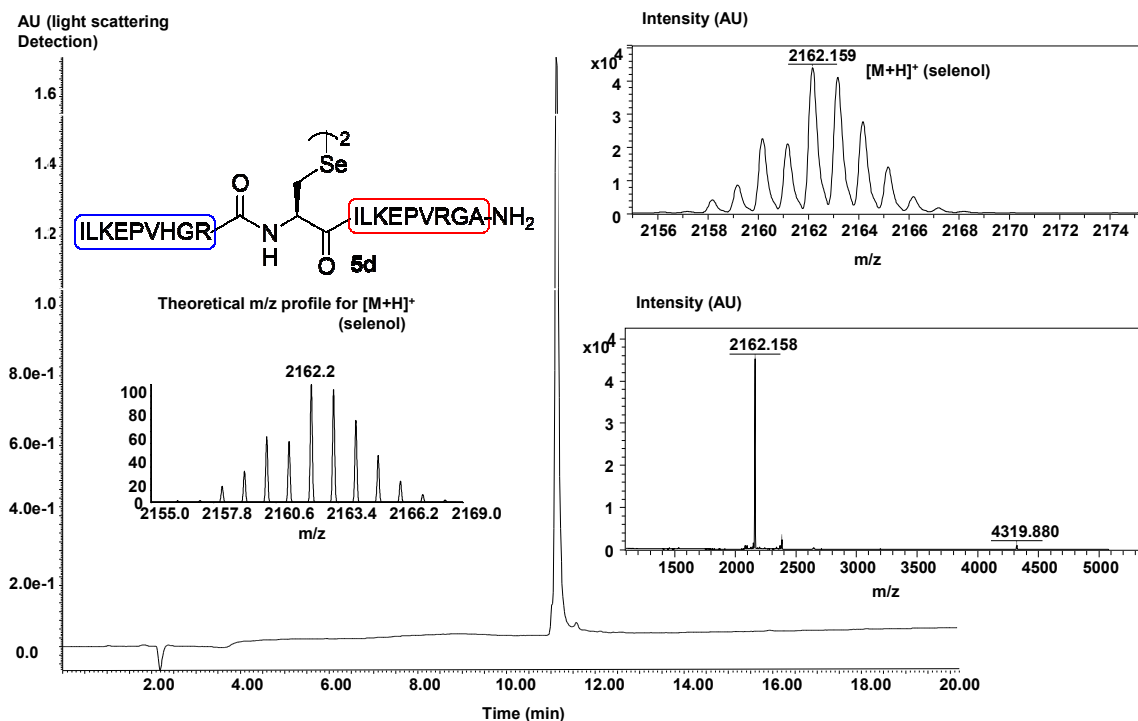 AU (light scattering
Detection)
1.6
1.4
1.2
1.0
8.0e-1
6.0e-1
4.0e-1
2.0e-1
0.0
2.00 4.00 6.00 8.00 10.00 12.00 14.00 16.00 18.00 20.00
Time (min)
)2
Se
O
ILKEPVHGR
N
H
O
ILKEPVRGA-NH2
5d
Theoretical m/z profile for [M+H]+
(selenol)
2162.2
100
80
60
40
20
0
2155.0 2157.8 2160.6 2163.4 2166.2 2169.0
m/z
Intensity (AU)
x104
2162.159
[M+H]+ (selenol)
4
3
2
1
0
2156 2158 2160 2162 2164 2166 2168 2170 2172 2174
m/z
Intensity (AU)
x104
2162.158
4
3
2
1
0
4319.880
1500 2000 2500 3000 3500 4000 4500 5000
m/z